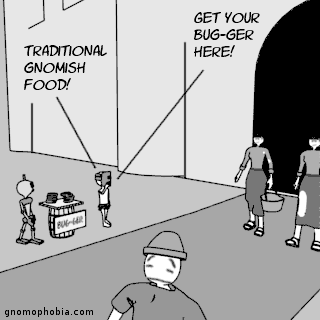 GET YOUR
BUG-GER
HERE!
TRADITIONAL
GNOMISH
FOOD!
BUG-GER
gnomophobia.com